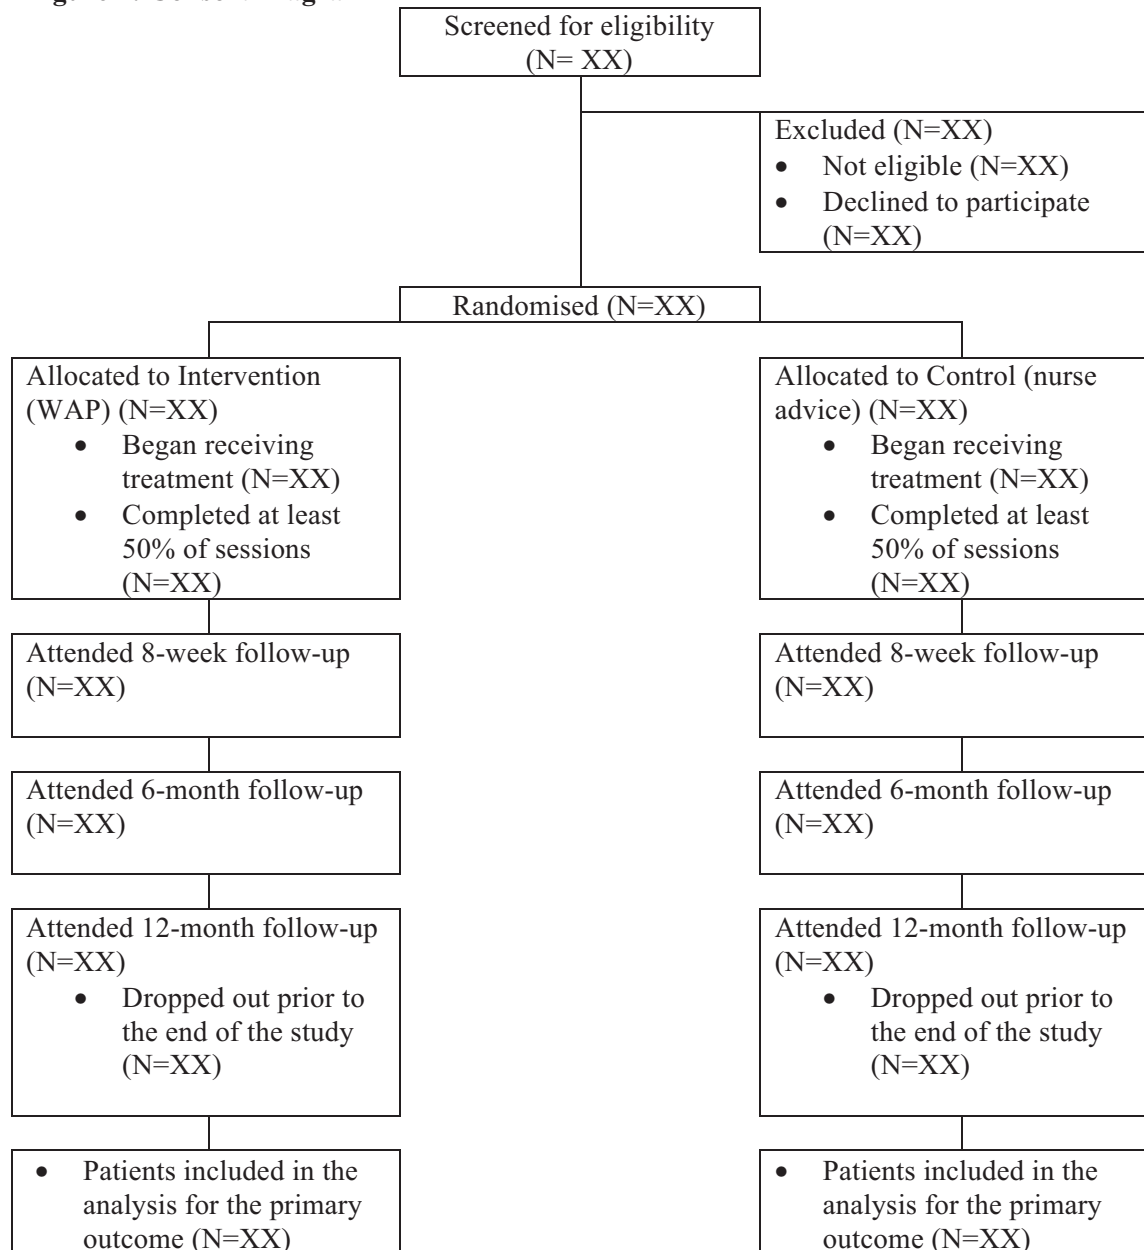 Screened for eligibility
(N= XX)
Excluded (N=XX)
• Not eligible (N=XX)
• Declined to participate
(N=XX)
Randomised (N=XX)
Allocated to Intervention
(WAP) (N=XX)
• Began receiving
treatment (N=XX)
• Completed at least
50% of sessions
(N=XX)
Allocated to Control (nurse
advice) (N=XX)
• Began receiving
treatment (N=XX)
• Completed at least
50% of sessions
(N=XX)
Attended 8-week follow-up
(N=XX)
Attended 8-week follow-up
(N=XX)
Attended 6-month follow-up
(N=XX)
Attended 6-month follow-up
(N=XX)
Attended 12-month follow-up
(N=XX)
• Dropped out prior to
the end of the study
(N=XX)
Attended 12-month follow-up
(N=XX)
• Dropped out prior to
the end of the study
(N=XX)
• Patients included in the
analysis for the primary
outcome (N=XX)
• Patients included in the
analysis for the primary
outcome (N=XX)